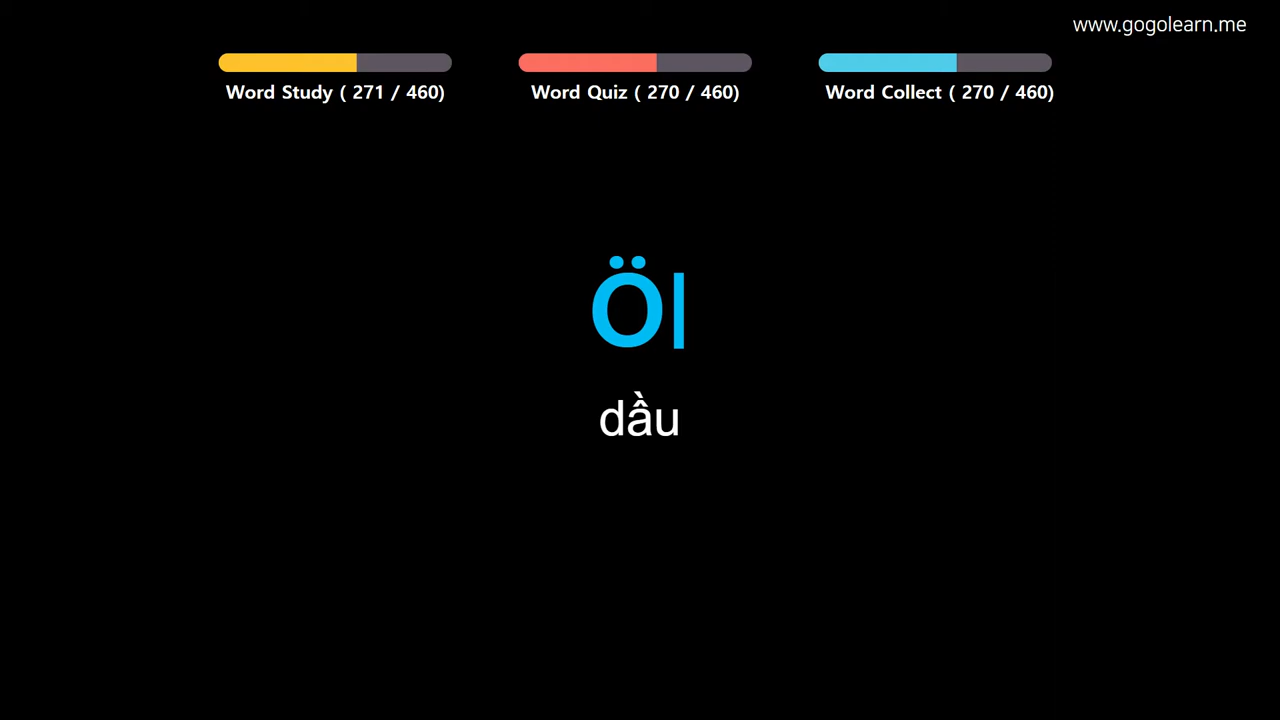 www.gogolearn.me
Word Study ( 271 / 460)
Word Quiz ( 270 / 460)
Word Collect ( 270 / 460)
Öl
dầu